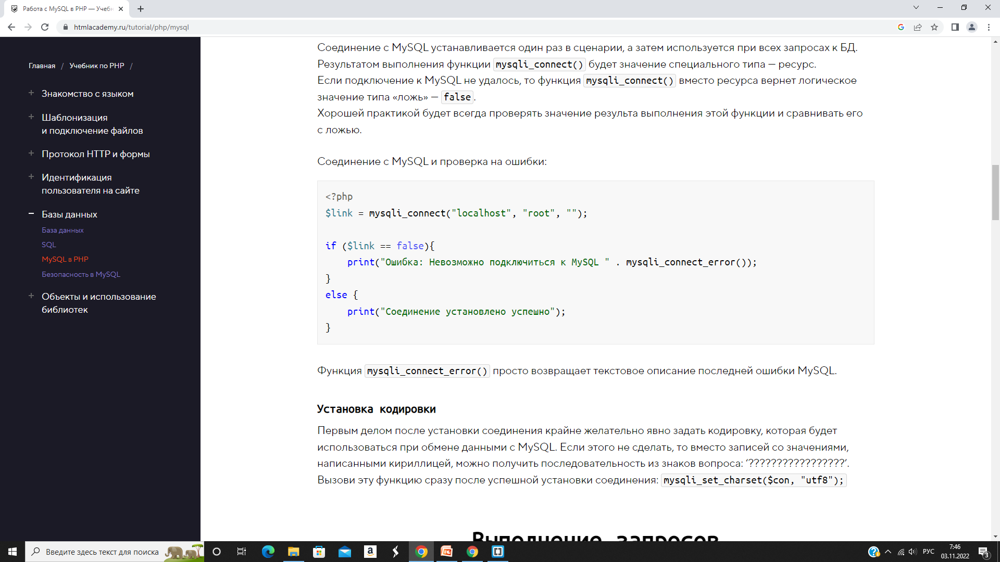 Работа с MySQL в PHP — Учебн
htmlacademy.ru/tutorial/php/mysql
Главная / Учебник по PHP /
Знакомство с языком
Шаблонизация
и подключение файлов
Протокол HTTP и формы
Идентификация
пользователя на сайте
Базы данных
База данных
SQL
MySQL в PHP
Безопасность в MySQL
Объекты и использование
библиотек
Соединение с MySQL устанавливается один раз в сценарии, а затем используется при всех запросах к БД.
Результатом выполнения функции mysqli_connect() будет значение специального типа — ресурс.
Если подключение к MySQL не удалось, то функция mysqli_connect() вместо ресурса вернет логическое
значение типа «ложь» — false.
Хорошей практикой будет всегда проверять значение результа выполнения этой функции и сравнивать его
с ложью.
Соединение с MySQL и проверка на ошибки:
<?php
$link = mysqli_connect("localhost", "root", "");
if ($link == false){
print("Ошибка: Невозможно подключиться к MySQL " . mysqli_connect_error());
}
else {
print("Соединение установлено успешно");
}
Функция mysqli_connect_error() просто возвращает текстовое описание последней ошибки MySQL.
Установка кодировки
Первым делом после установки соединения крайне желательно явно задать кодировку, которая будет
использоваться при обмене данными с MySQL. Если этого не сделать, то вместо записей со значениями,
написанными кириллицей, можно получить последовательность из знаков вопроса: ‘?????????????????’.
Вызови эту функцию сразу после успешной установки соединения: mysqli_set_charset($con, "utf8");
Выполнение запросов
Введите здесь текст для поиска
РУС
7:46
03.11.2022
3